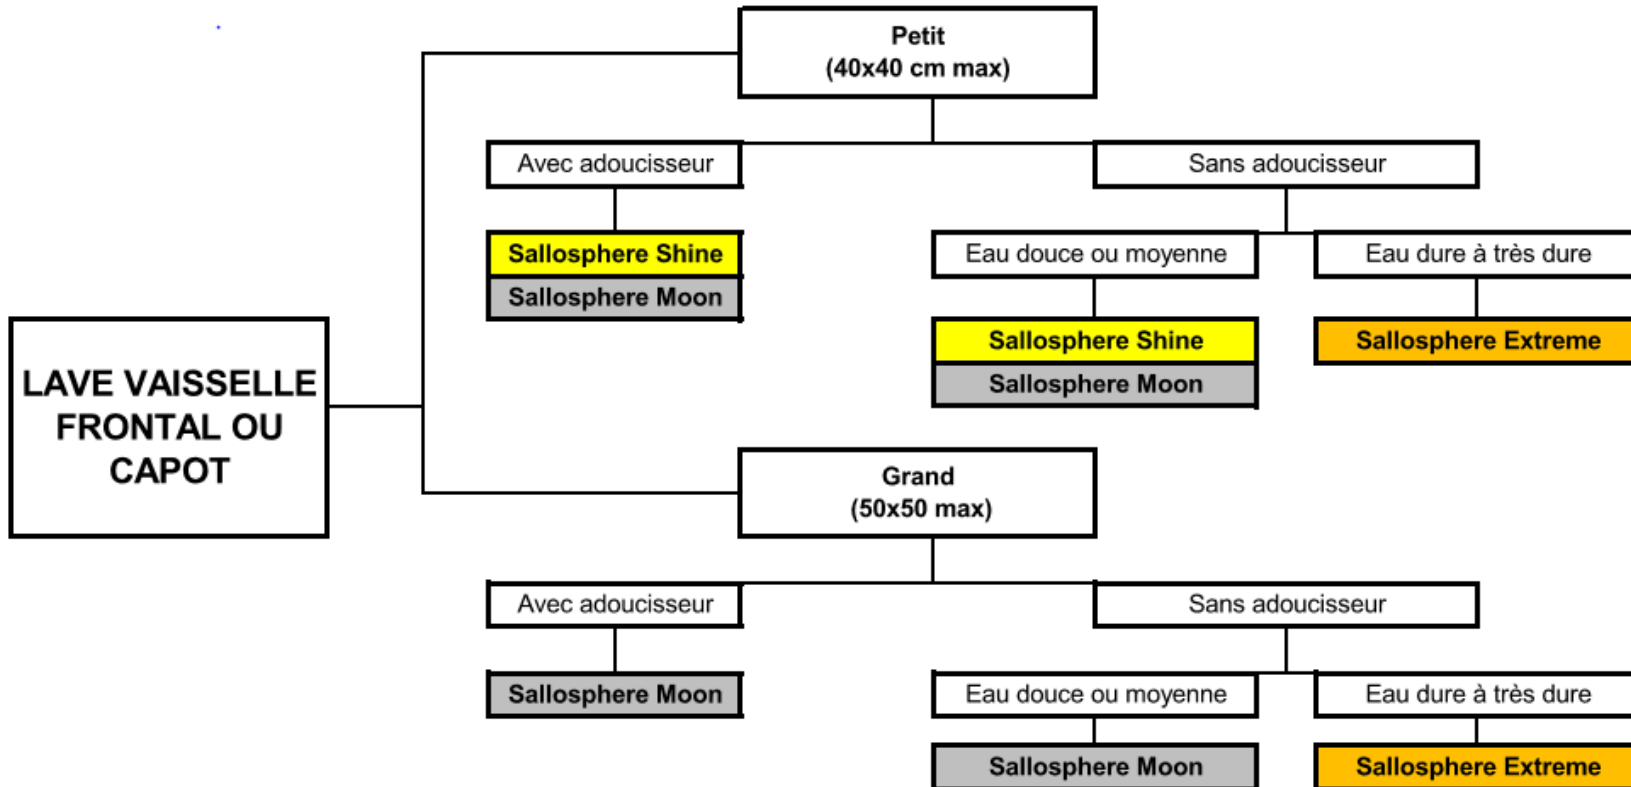 Petit
(40x40 cm max)
Avec adoucisseur
Sans adoucisseur
Sallosphere Shine
Sallosphere Moon
Eau douce ou moyenne
Eau dure à très dure
Sallosphere Shine
Sallosphere Moon
Sallosphere Extreme
LAVE VAISSELLE
FRONTAL OU
CAPOT
Grand
(50x50 max)
Avec adoucisseur
Sans adoucisseur
Sallosphere Moon
Eau douce ou moyenne
Eau dure à très dure
Sallosphere Moon
Sallosphere Extreme